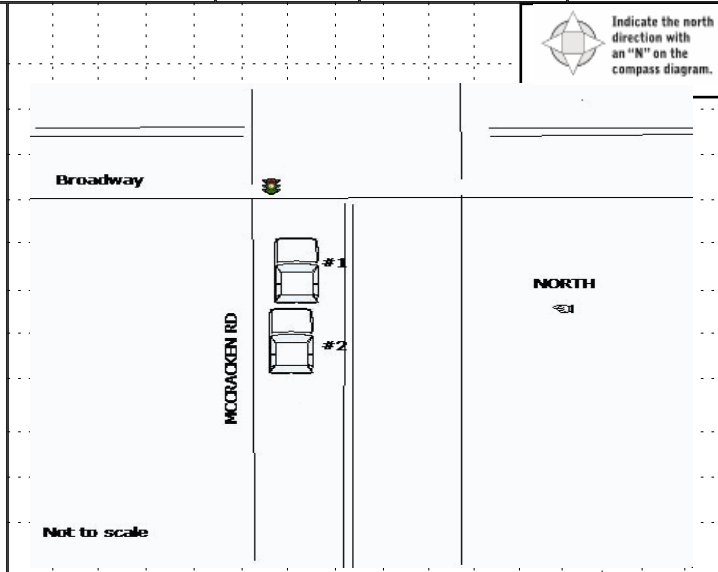 Indicate the north
direction with
an “N” on the
compass diagram.
Broadway
#1
NORTH
#2
MCCRACKEN RD
Not to scale